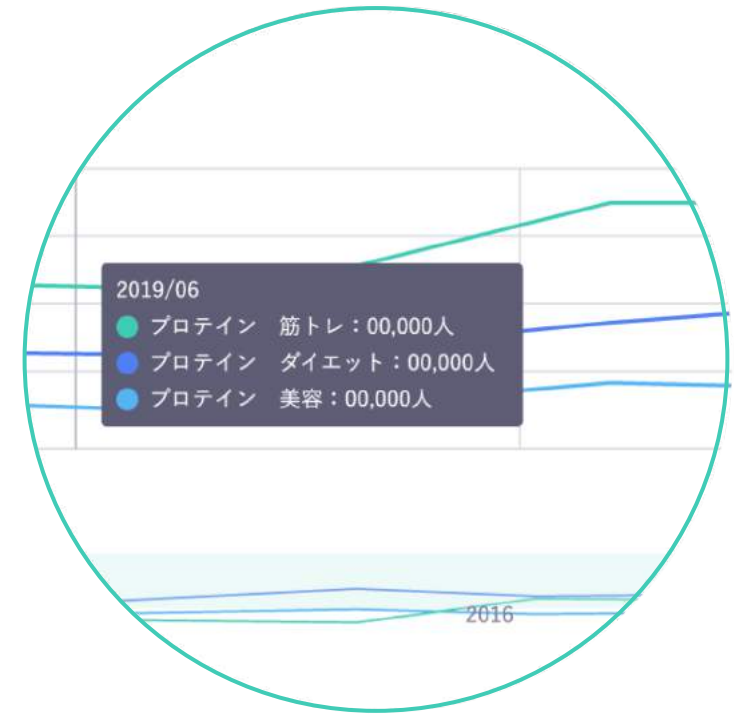 2019/06
プロテイン　筋トレ：00,000人
プロテイン　ダイエット：00,000人
プロテイン　美容：00,000人
2016